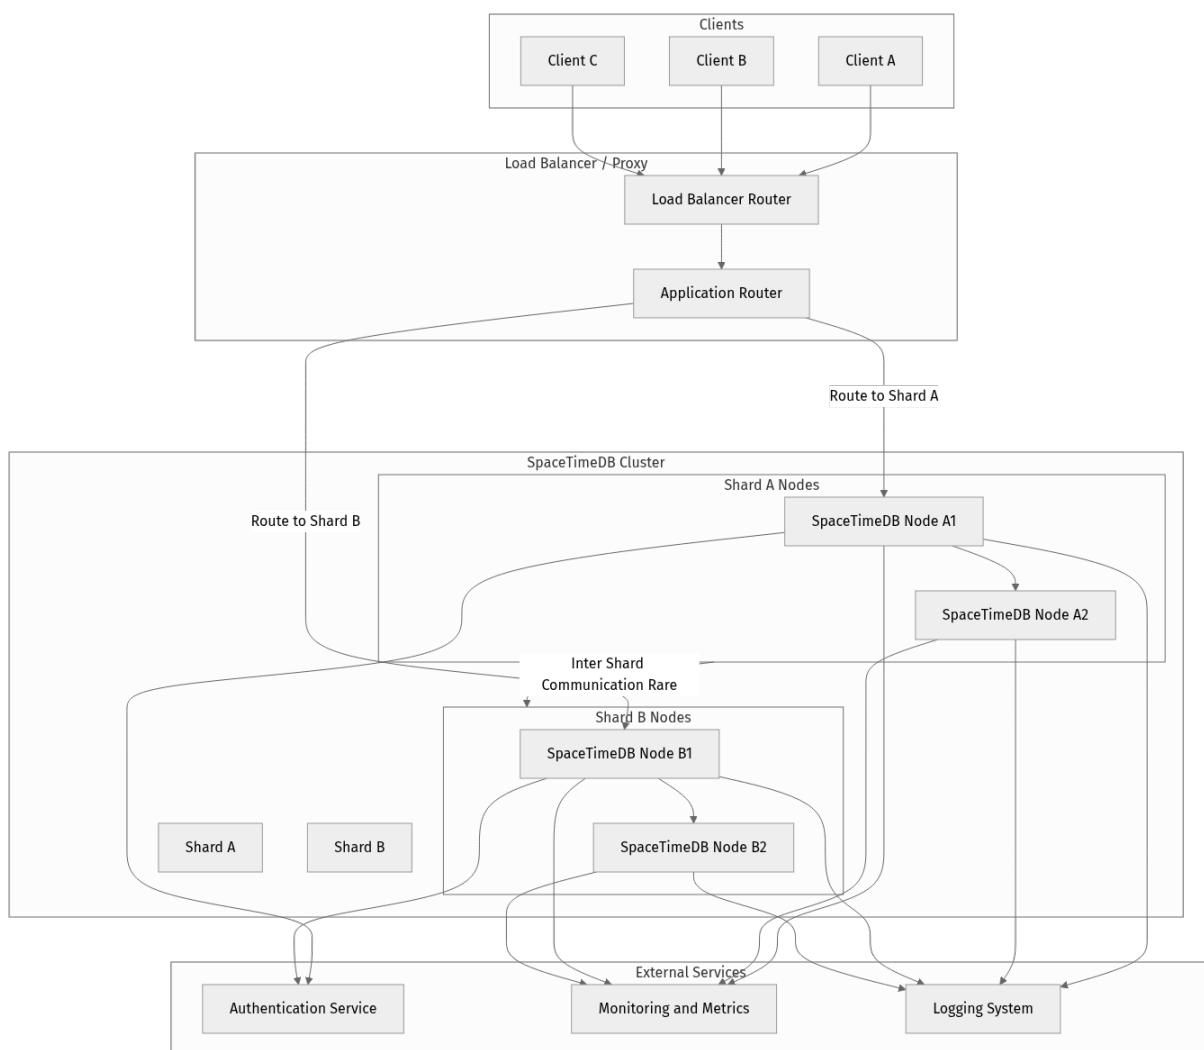 Clients
Client C
Client B
Client A
Load Balancer / Proxy
Load Balancer Router
Application Router
Route to Shard A
SpaceTimeDB Cluster
Shard A Nodes
SpaceTimeDB Node A1
Route to Shard B
SpaceTimeDB Node A2
Inter Shard
Communication Rare
Shard B Nodes
SpaceTimeDB Node B1
Shard A
Shard B
SpaceTimeDB Node B2
External Services
Authentication Service
Monitoring and Metrics
Logging System